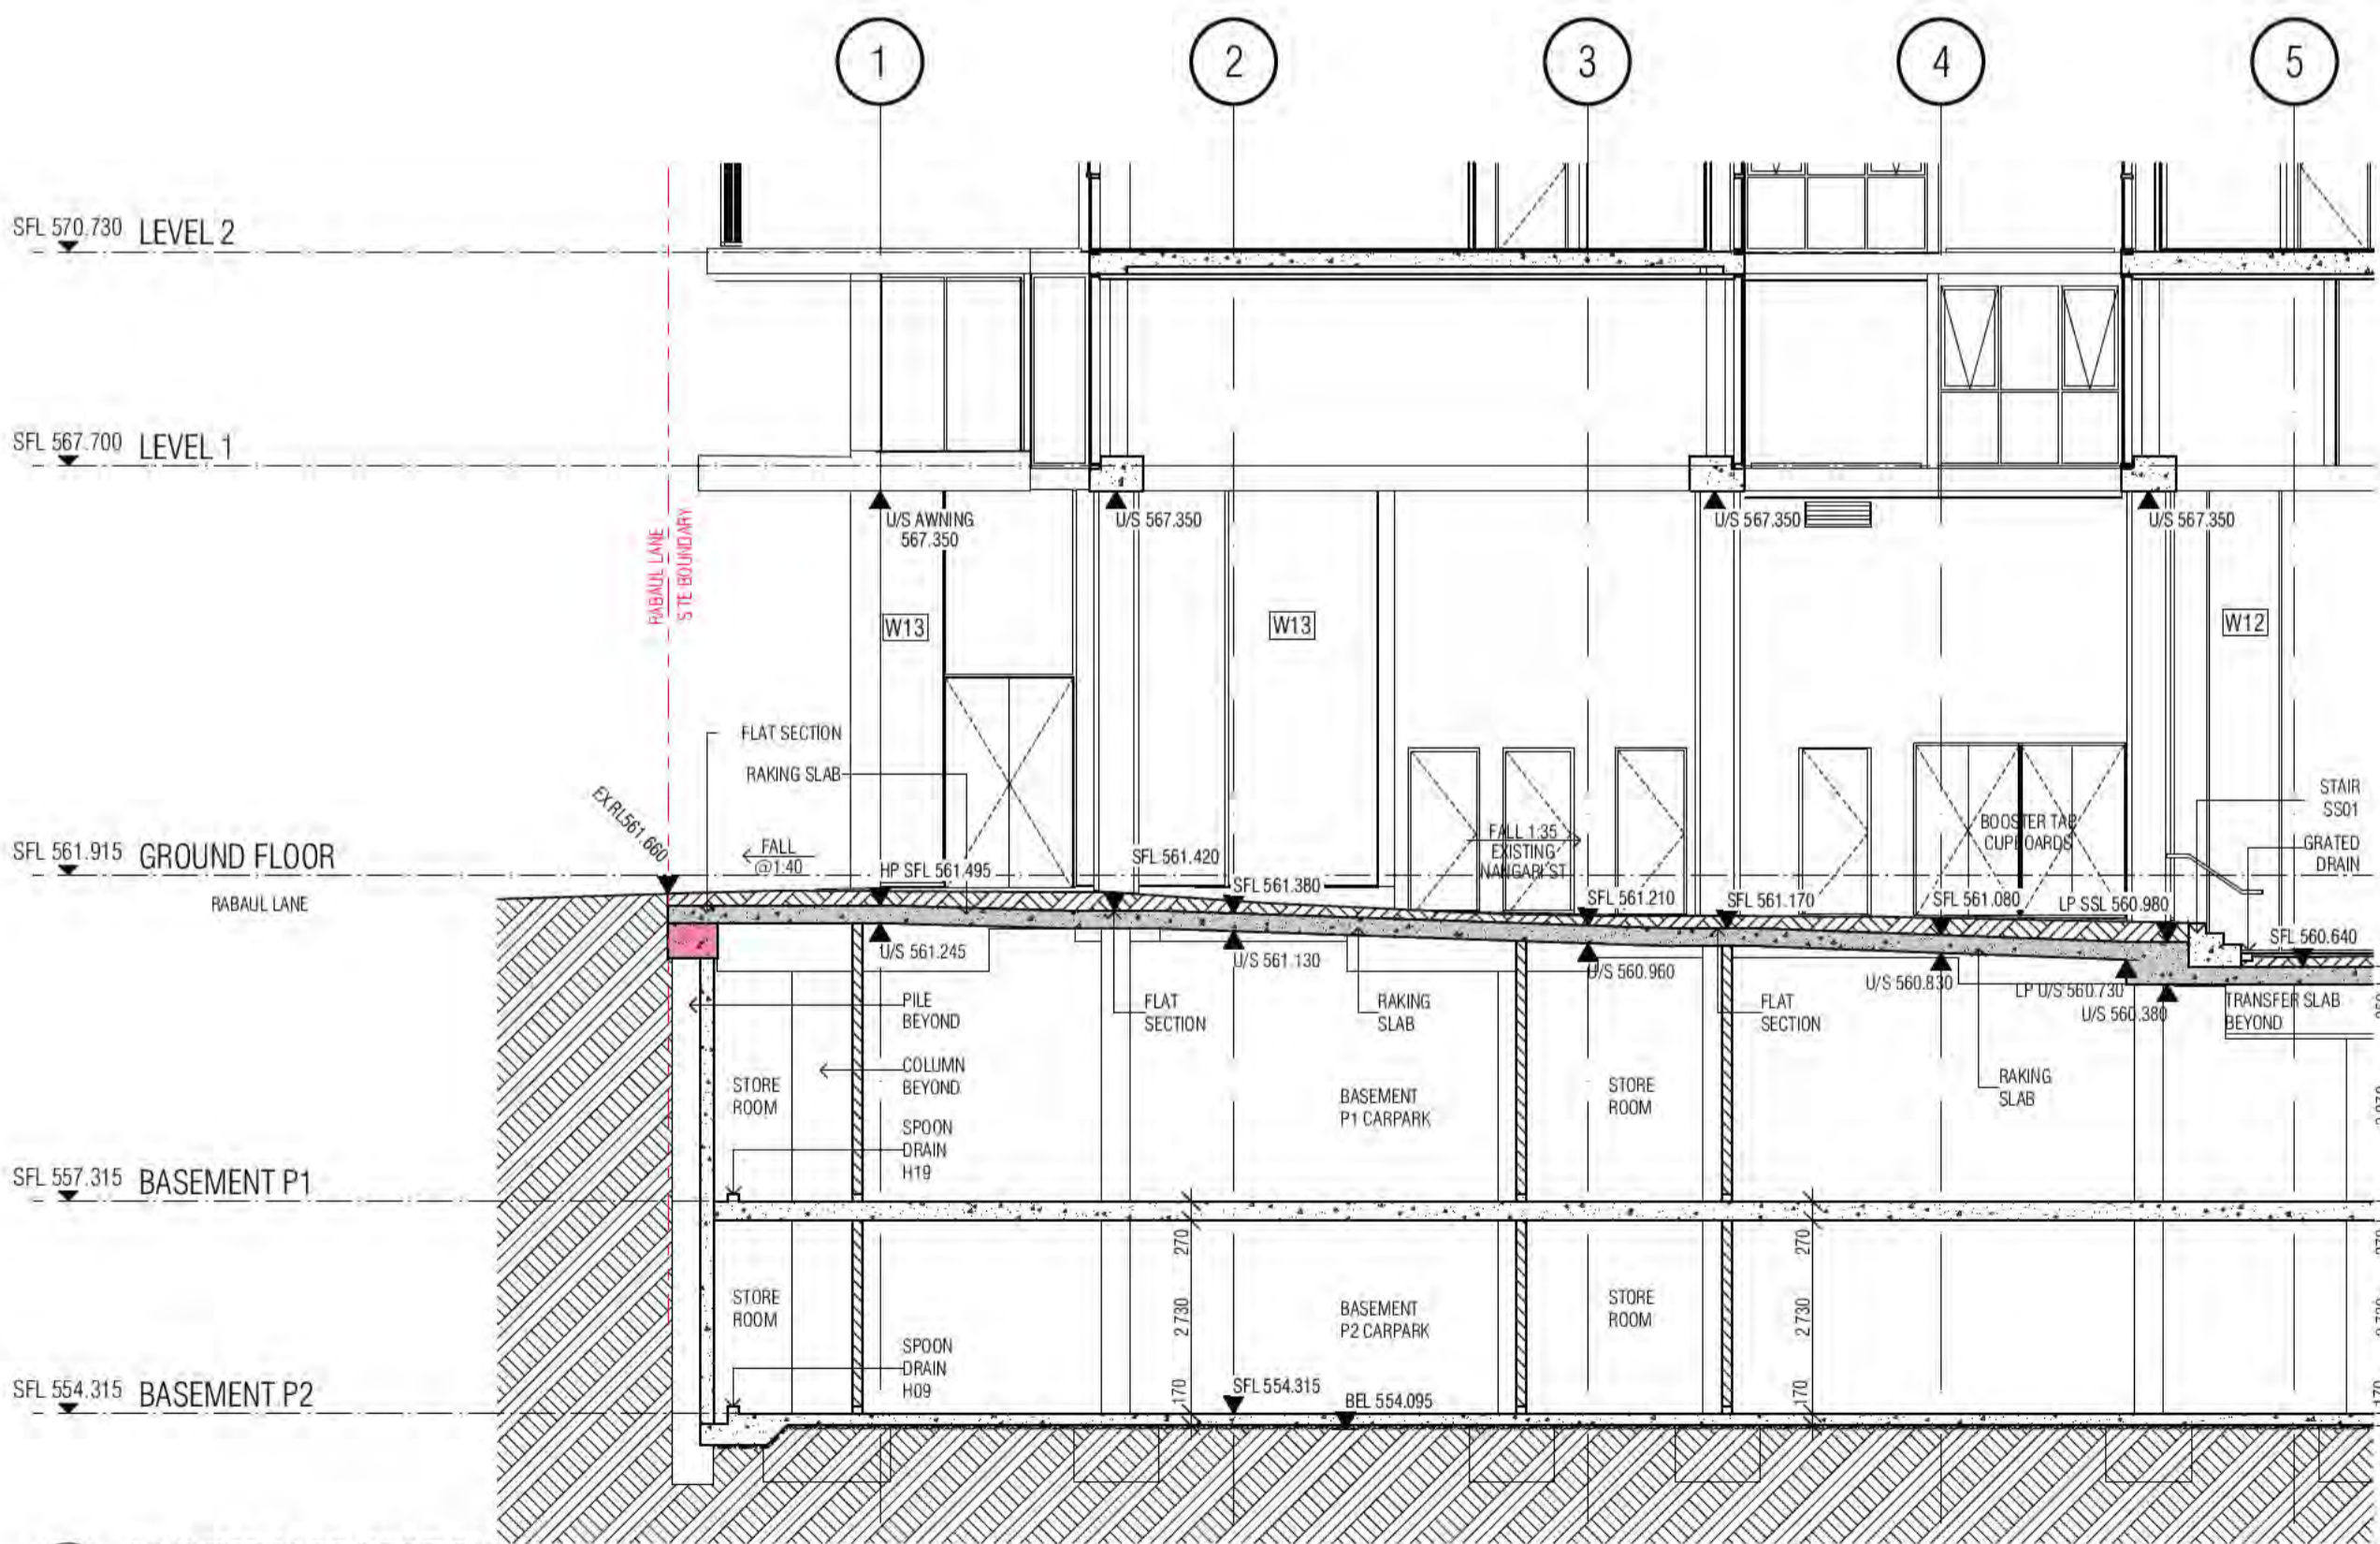 1
2
3
4
5
SFL 570.730 LEVEL 2
SFL 567.700 LEVEL 1
U/S AWNING
567.350
U/S 567.350
U/S 567.350
U/S 567.350
RABAUL LANE
S TE BOUNDARY
W13
W13
W12
FLAT SECTION
RAKING SLAB
EX RL561.660
FALL
@1:40
HP SFL 561.495
SFL 561.420
SFL 561.380
FALL 1:35
EXISTING
NANGARI ST
SFL 561.210
SFL 561.170
BOOSTER TAP
CUPBOARDS
SFL 561.080
LP SSL 560.980
STAIR
SS01
GRATED
DRAIN
SFL 560.640
SFL 561.915 GROUND FLOOR
RABAUL LANE
U/S 561.245
U/S 561.130
U/S 560.960
U/S 560.830
LP U/S 560.730
U/S 560.380
TRANSFER SLAB
BEYOND
PILE
BEYOND
FLAT
SECTION
RAKING
SLAB
FLAT
SECTION
RAKING
SLAB
COLUMN
BEYOND
STORE
ROOM
BASEMENT
P1 CARPARK
STORE
ROOM
SPOON
DRAIN
H19
SFL 557.315 BASEMENT P1
270
270
STORE
ROOM
2730
BASEMENT
P2 CARPARK
STORE
ROOM
2730
SPOON
DRAIN
H09
SFL 554.315 BASEMENT P2
170
SFL 554.315
BEL 554.095
170